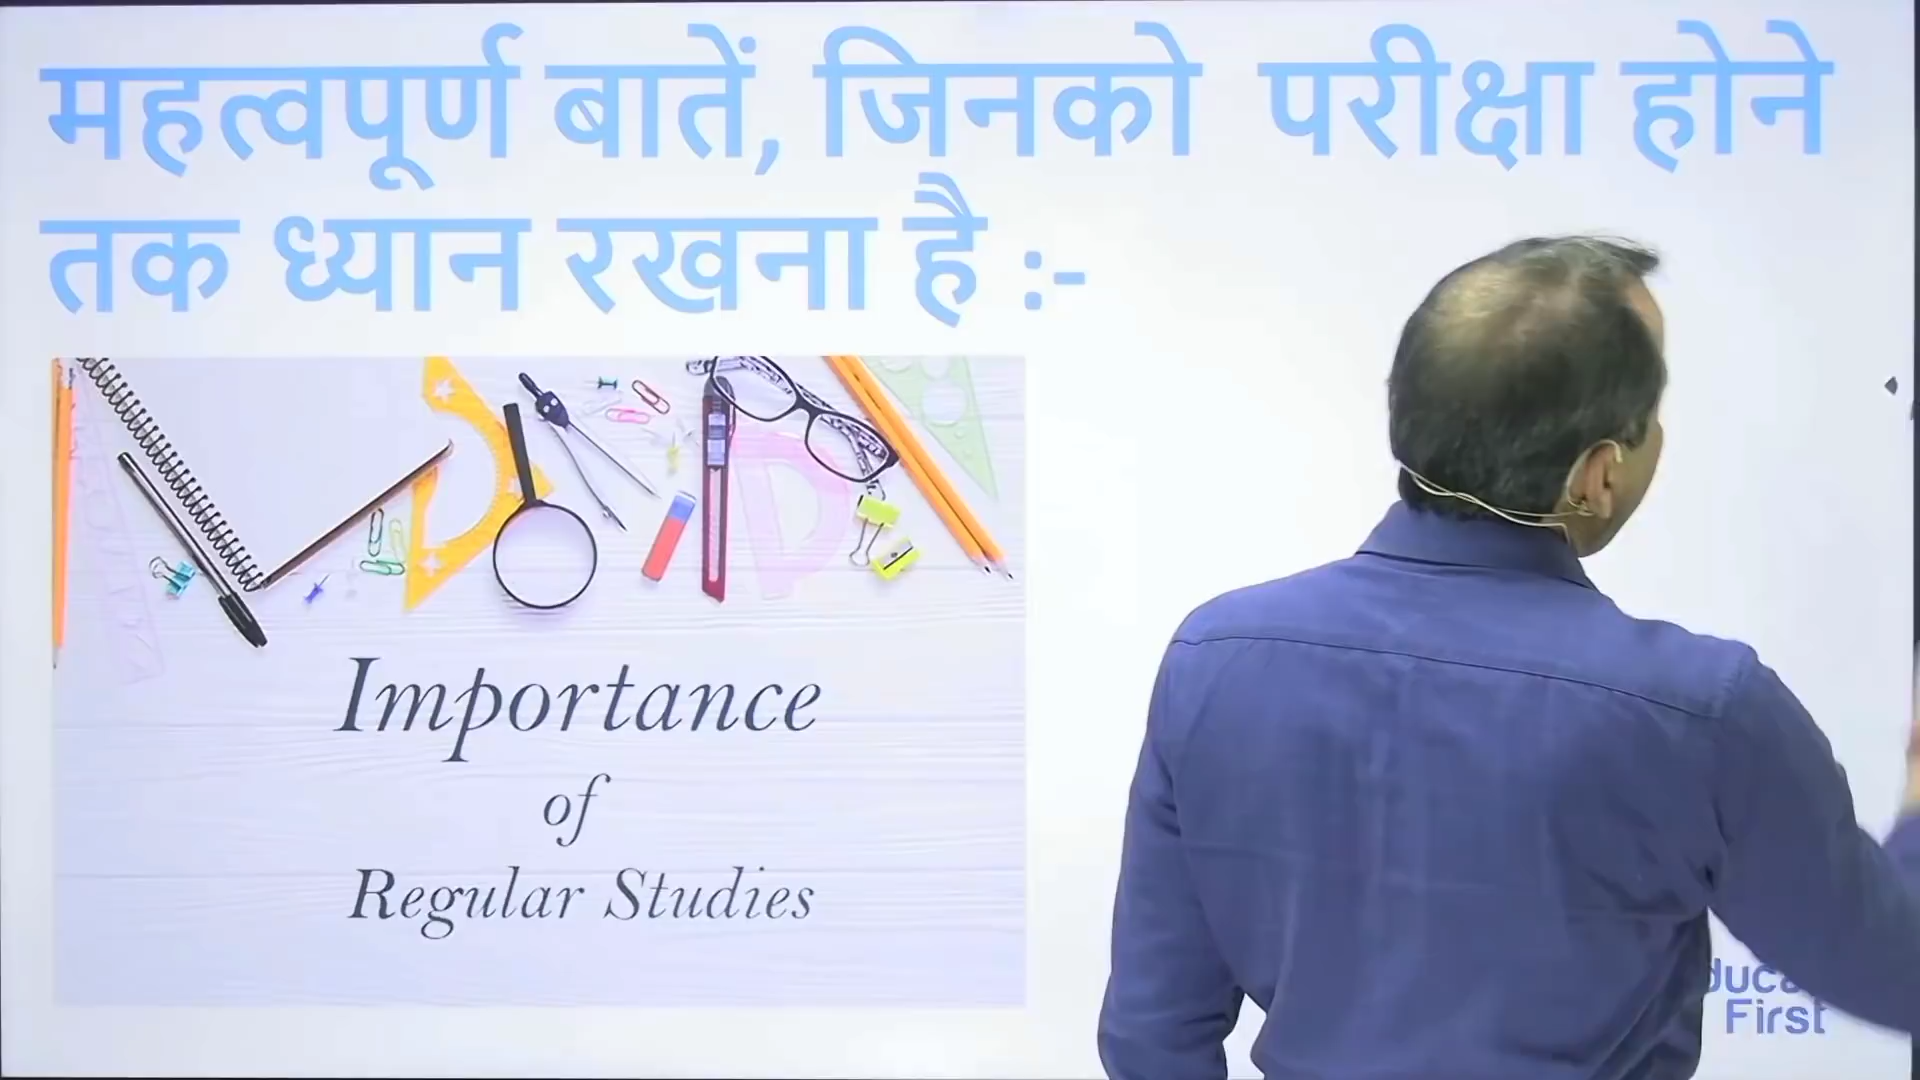 महत्वपूर्ण बातें, जिनको परीक्षा होने
तक ध्यान रखना है :-
Importance
of
Regular Studies
First